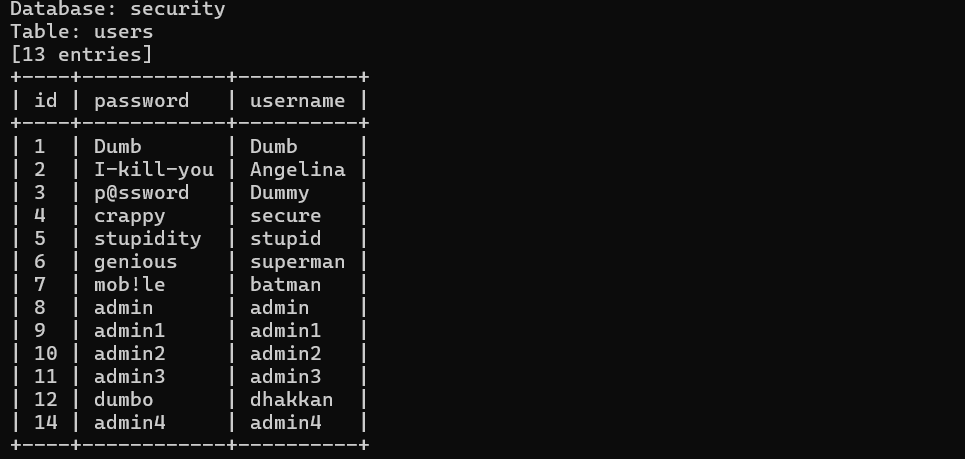 Database: security
Table: users
[13 entries]
+----+------------+----------+
| id | password   | username |
+----+------------+----------+
| 1  | Dumb       | Dumb     |
| 2  | I-kill-you | Angelina |
| 3  | p@ssword   | Dummy    |
| 4  | crappy     | secure   |
| 5  | stupidity  | stupid   |
| 6  | genious    | superman |
| 7  | mob!le     | batman   |
| 8  | admin      | admin    |
| 9  | admin1     | admin1   |
| 10 | admin2     | admin2   |
| 11 | admin3     | admin3   |
| 12 | dumbo      | dhakkan  |
| 14 | admin4     | admin4   |
+----+------------+----------+